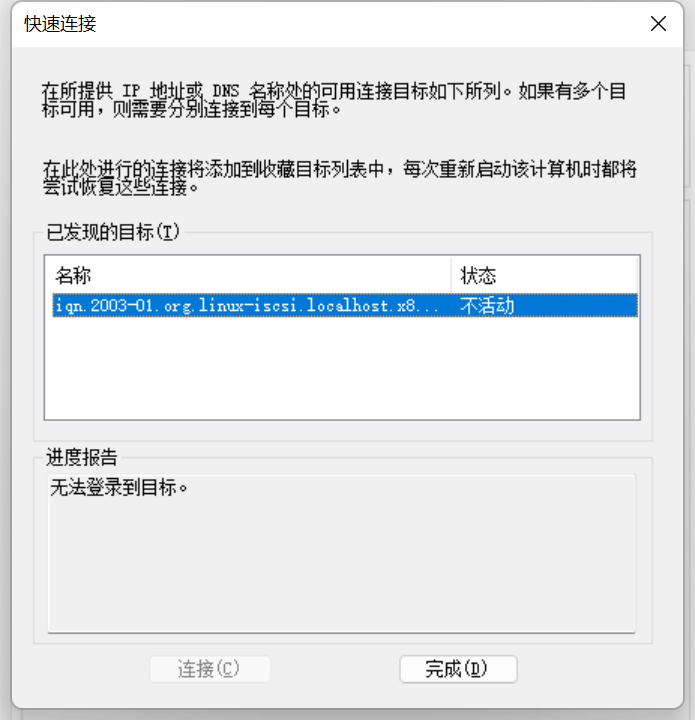 快速连接
在所提供 IP 地址或 DNS 名称处的可用连接目标如下所列。如果有多个目
标可用，则需要分别连接到每个目标。
在此处进行的连接将添加到收藏目标列表中，每次重新启动该计算机时都将
尝试恢复这些连接。
已发现的目标(T)
名称 状态
iqn.2003-01.org.linux-iscsi.localhost.x8... 不活动
进度报告
无法登录到目标。
连接(C) 完成(D)